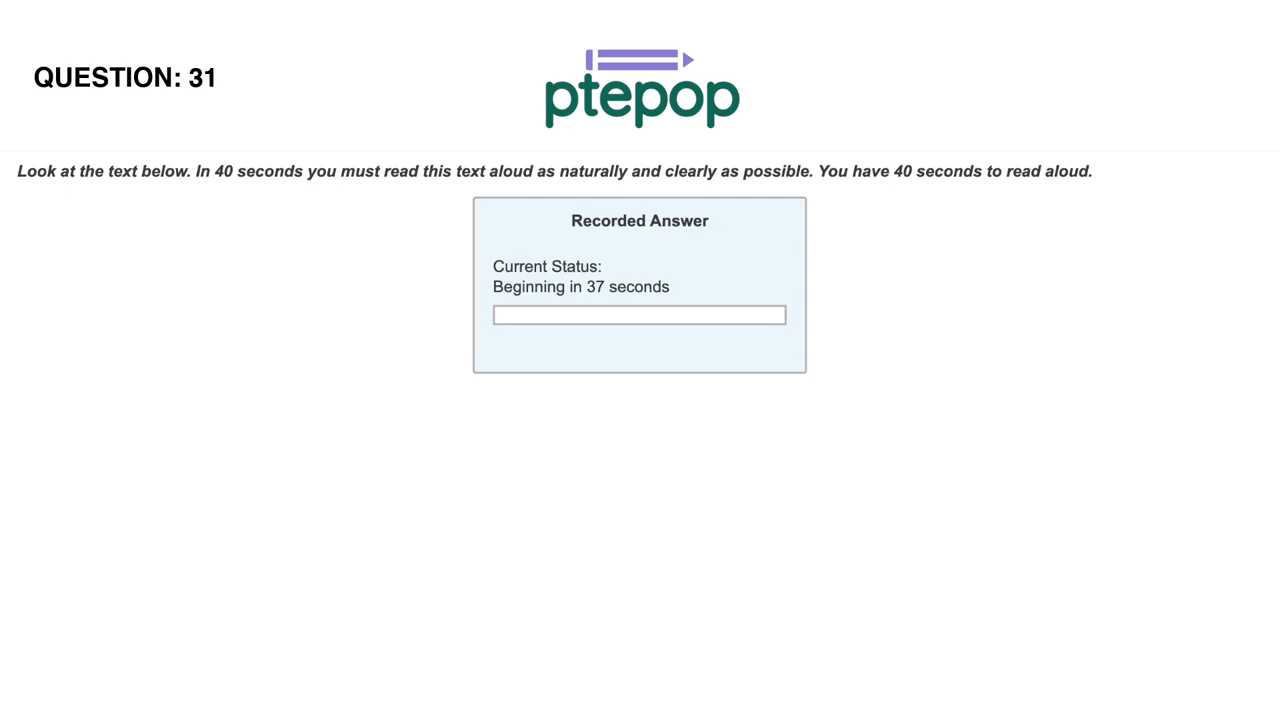 QUESTION: 31
ptepop
Look at the text below. In 40 seconds you must read this text aloud as naturally and clearly as possible. You have 40 seconds to read aloud.
Recorded Answer
Current Status:
Beginning in 37 seconds